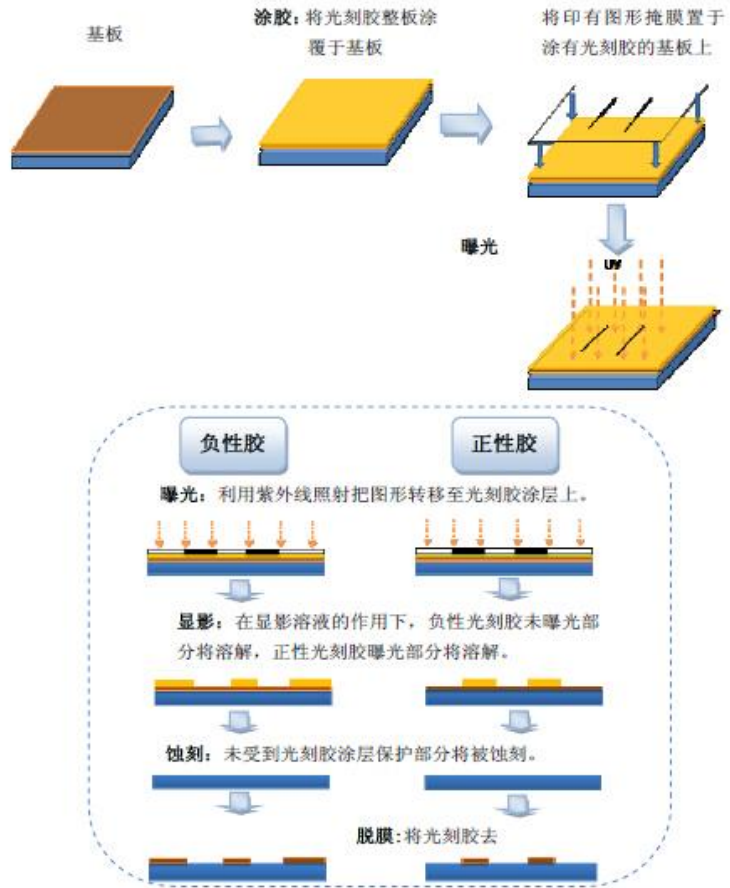 基板
涂胶：将光刻胶整板涂
覆于基板
将印有图形掩膜置于
涂有光刻胶的基板上
曝光
UV
负性胶
正性胶
曝光：利用紫外线照射把图形转移至光刻胶涂层上。
显影：在显影溶液的作用下，负性光刻胶未曝光部
分将溶解，正性光刻胶曝光部分将溶解。
蚀刻：未受到光刻胶涂层保护部分将被蚀刻。
脱膜:将光刻胶去